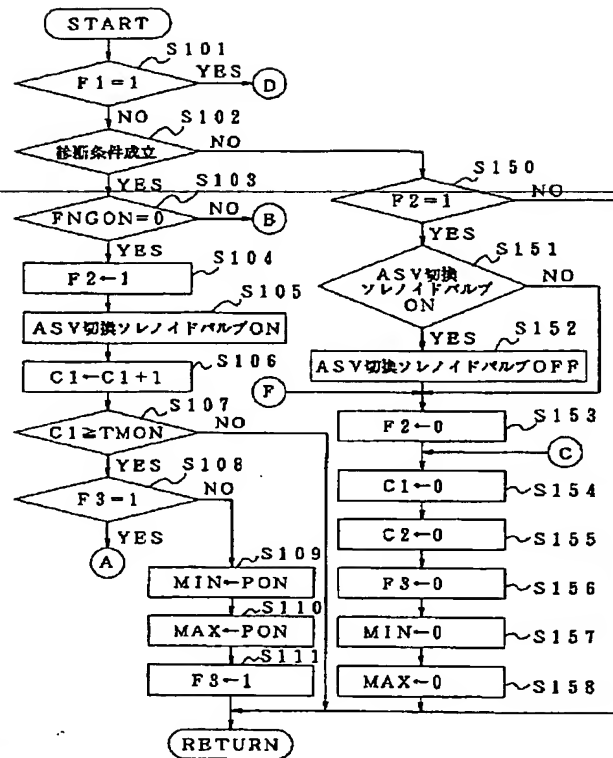 START
S101
F1=1
YES
D
NO
S102
診断条件成立
NO
YES
S103
FNGON=0
NO
B
YES
S104
F2←1
S105
ASV切換ソレノイドバルブON
S106
C1←C1+1
S107
C1≧TMON
NO
YES
S108
F3=1
NO
YES
A
S109
MIN←PON
S110
MAX←PON
S111
F3←1
S150
F2=1
NO
YES
S151
ASV切換
ソレノイドバルブ
ON
NO
YES
S152
ASV切換ソレノイドバルブOFF
F
S153
F2←0
C
C1←0
S154
C2←0
S155
F3←0
S156
MIN←0
S157
MAX←0
S158
RETURN